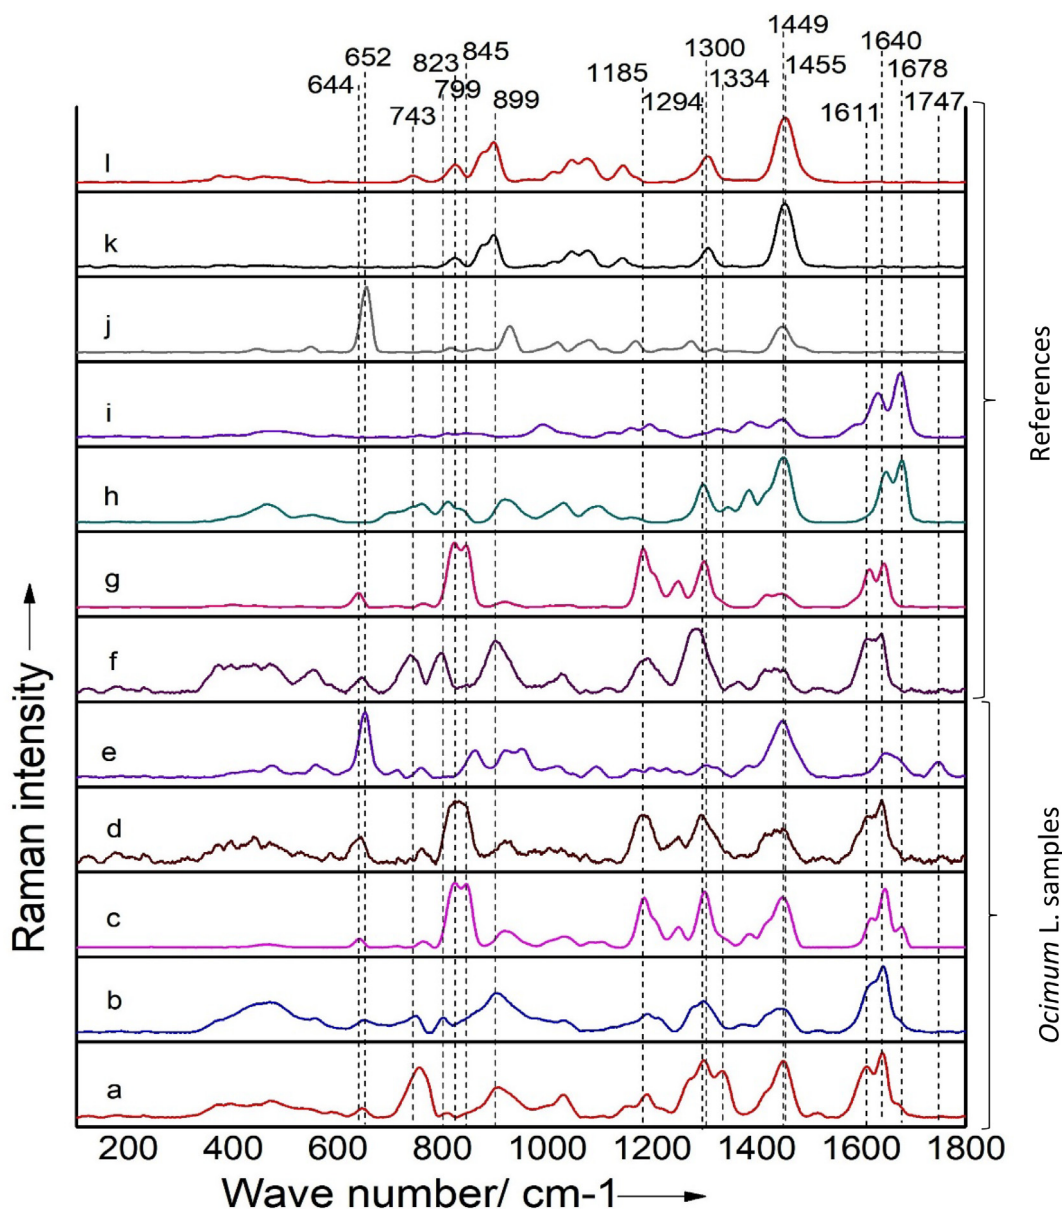 1449
1300
1640
652
845
823
1185
1334
1455
1678
644
799
743
899
1294
1611
1747
l
k
j
i
h
g
f
e
d
c
b
a
Raman intensity
References
Ocimum L. samples
200 400 600 800 1000 1200 1400 1600 1800
Wave number/ cm-1